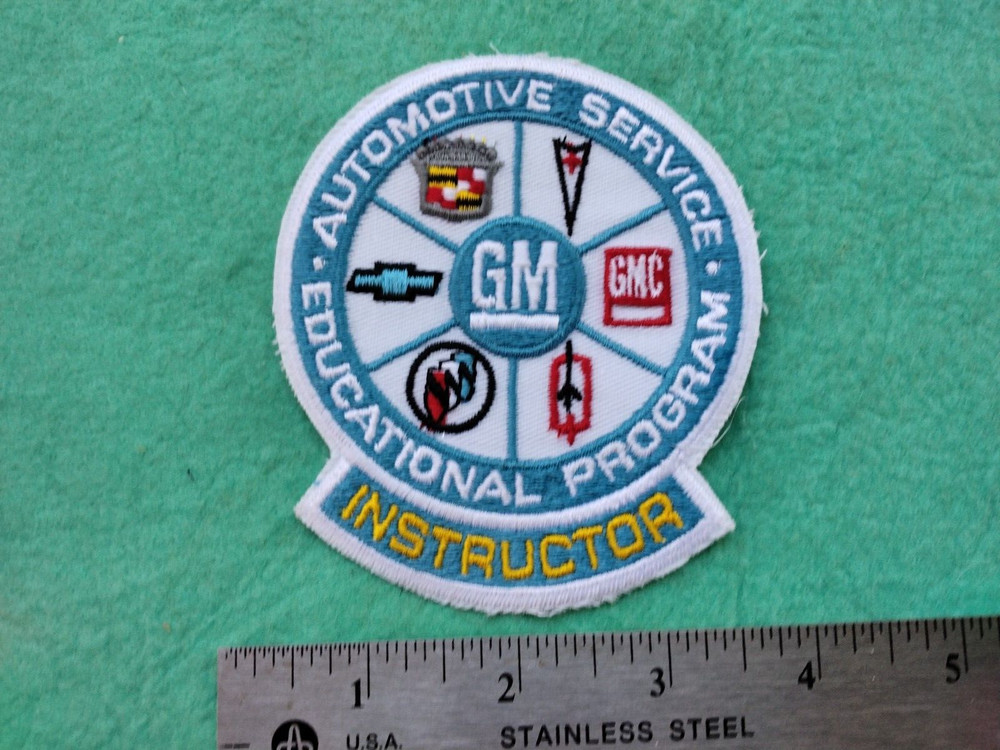 AUTOMOTIVE SERVICE
EDUCATIONAL PROGRAM
GM
GMC
INSTRUCTOR
1 2 3 4 5
U.S.A.
STAINLESS STEEL